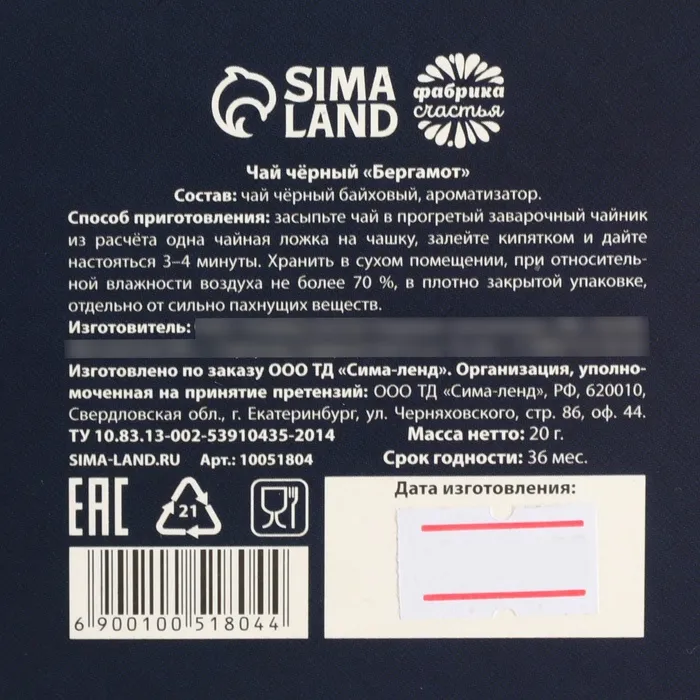 SIMA
LAND
фабрика
счастья
Чай чёрный «Бергамот»
Состав: чай чёрный байховый, ароматизатор.
Способ приготовления: засыпьте чай в прогретый заварочный чайник
из расчёта одна чайная ложка на чашку, залейте кипятком и дайте
настояться 3–4 минуты. Хранить в сухом помещении, при относитель-
ной влажности воздуха не более 70 %, в плотно закрытой упаковке,
отдельно от сильно пахнущих веществ.
Изготовитель:
Изготовлено по заказу ООО ТД «Сима-ленд». Организация, уполно-
моченная на принятие претензий: ООО ТД «Сима-ленд», РФ, 620010,
Свердловская обл., г. Екатеринбург, ул. Черняховского, стр. 86, оф. 44.
ТУ 10.83.13-002-53910435-2014 Масса нетто: 20 г.
SIMA-LAND.RU Арт.: 10051804 Срок годности: 36 мес.
EAC 21 Дата изготовления:
6 900100 518044